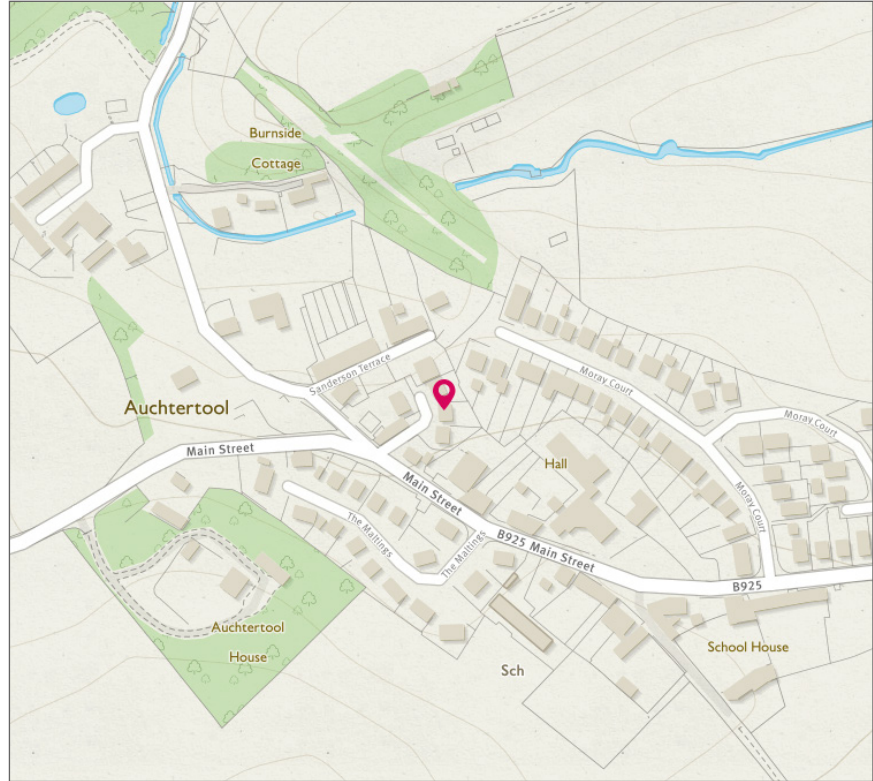 Burnside
Cottage
Sanderson Terrace
Moray Court
Auchtertool
Moray Court
Main Street
Hall
Main Street
Moray Court
The Maltings
The Maltings
B925 Main Street
B925
Auchtertool
House
School House
Sch